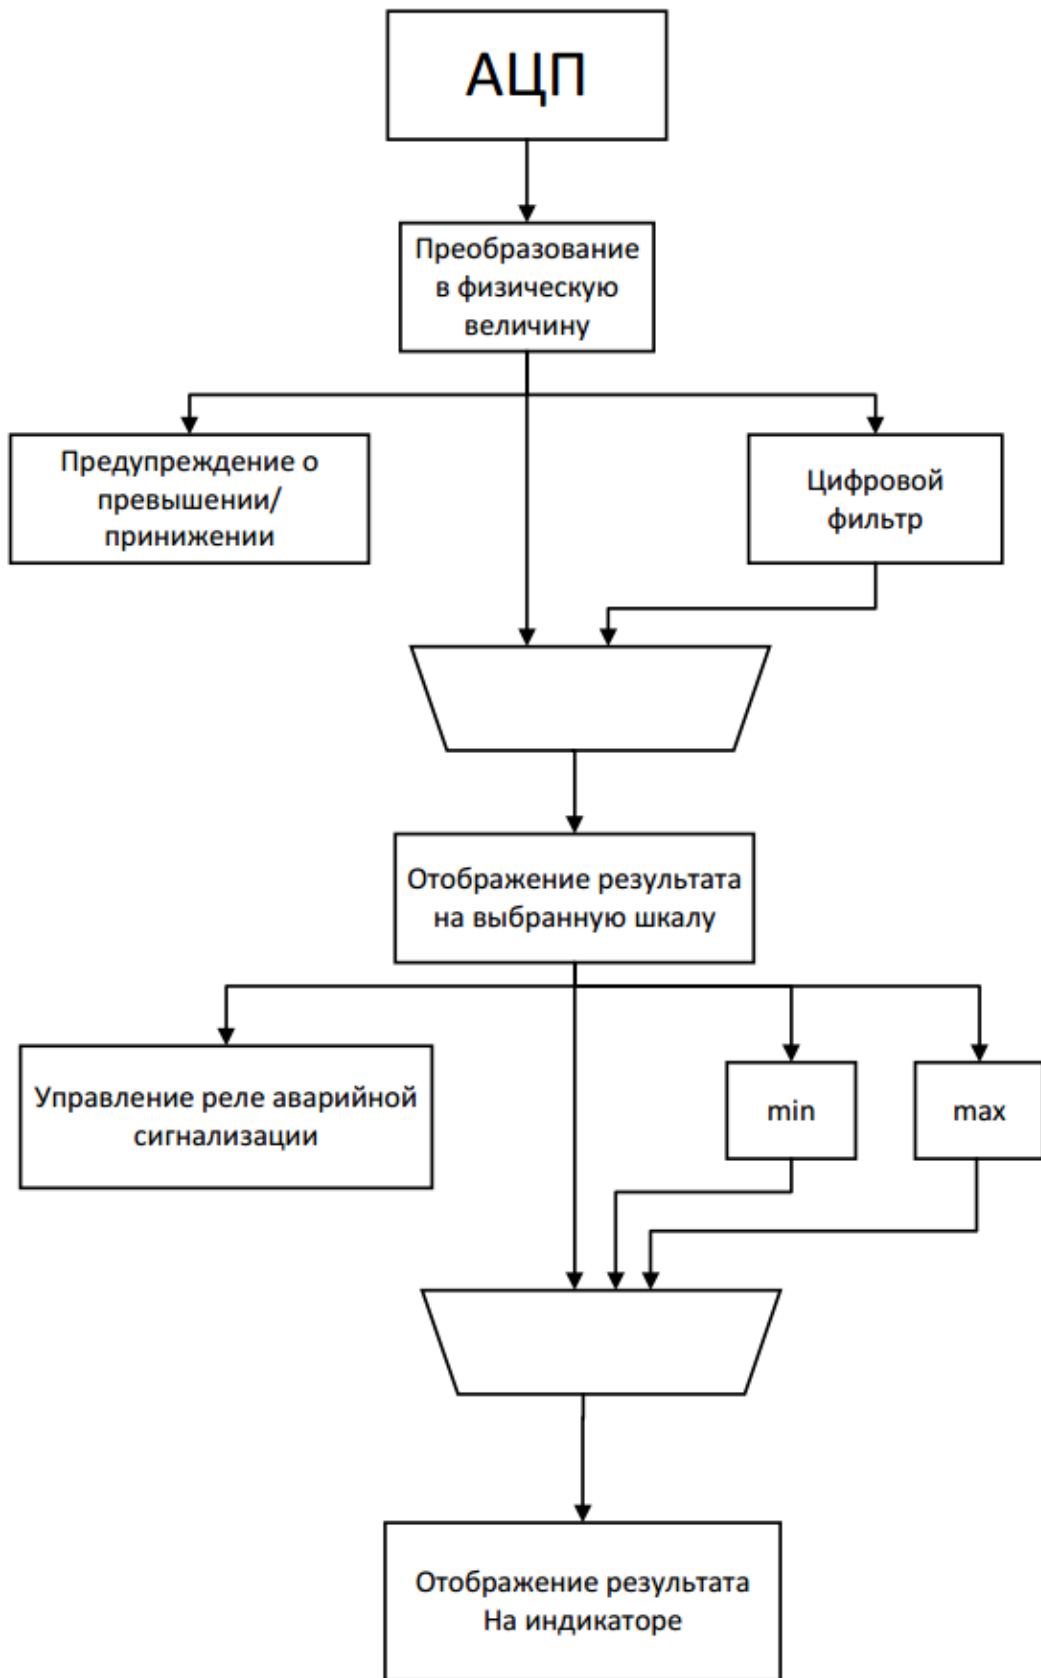 АЦП
Преобразование
в физическую
величину
Предупреждение о
превышении/
принижении
Цифровой
фильтр
Отображение результата
на выбранную шкалу
Управление реле аварийной
сигнализации
min
max
Отображение результата
На индикаторе